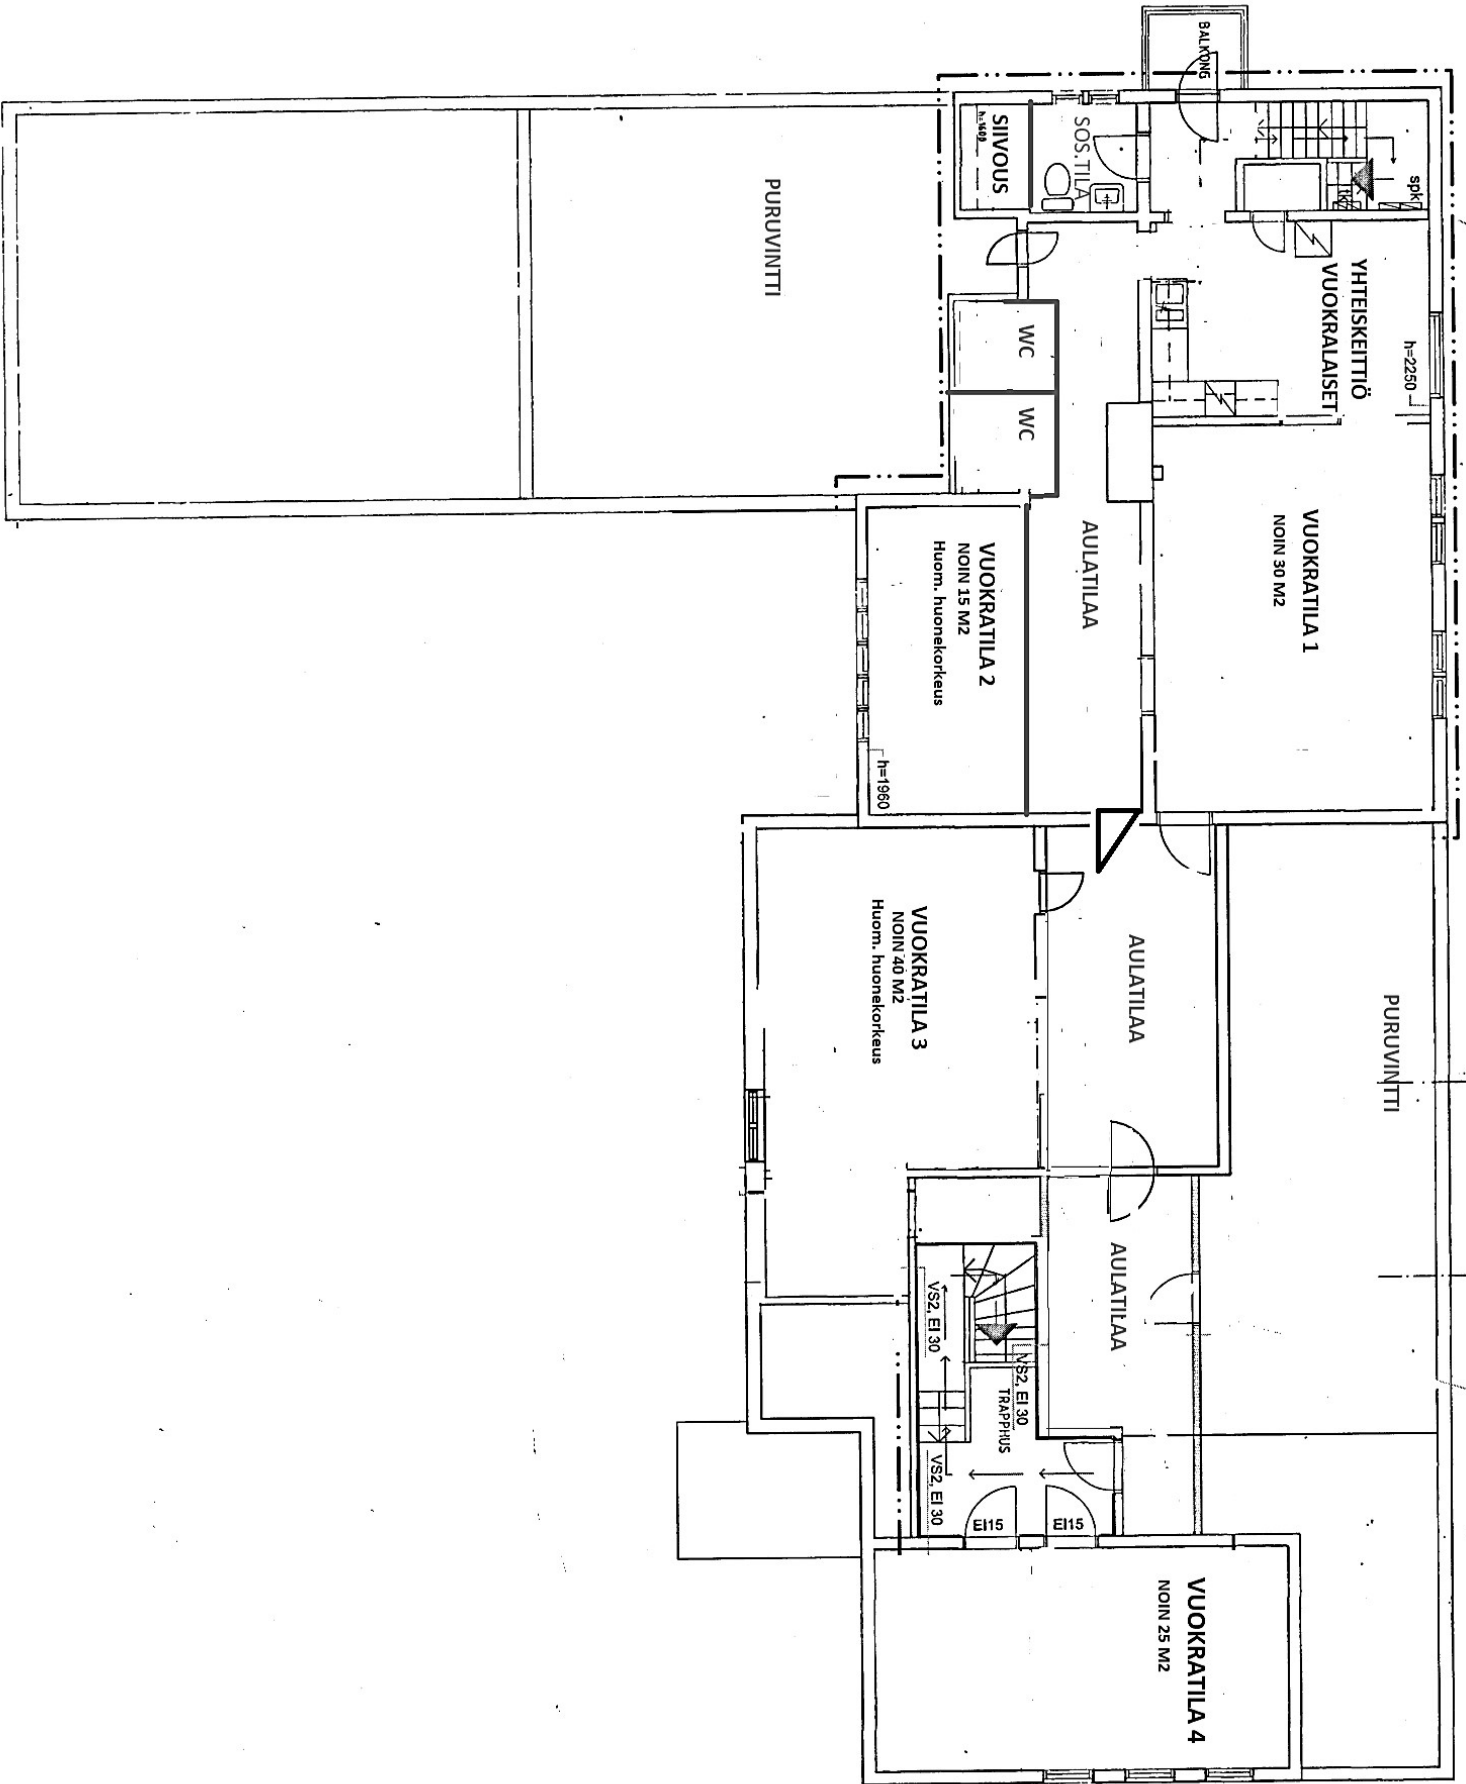 BALKONG
SIIVOUS
h=1600
SOS.TILA
spk
tk
PURUVINTTI
YHTEISKEITTIÖ
VUOKRALAISET
h=2250
WC
WC
VUOKRATILA 1
NOIN 30 M2
AULATILAA
VUOKRATILA 2
NOIN 15 M2
Huom. huonekorkeus
h=1960
VUOKRATILA 3
NOIN 40 M2
Huom. huonekorkeus
AULATILAA
PURUVINTTI
AULATILAA
VS2, EI 30
VS2, EI 30
TRAPPHUS
VS2, EI 30
EI15
EI15
VUOKRATILA 4
NOIN 25 M2